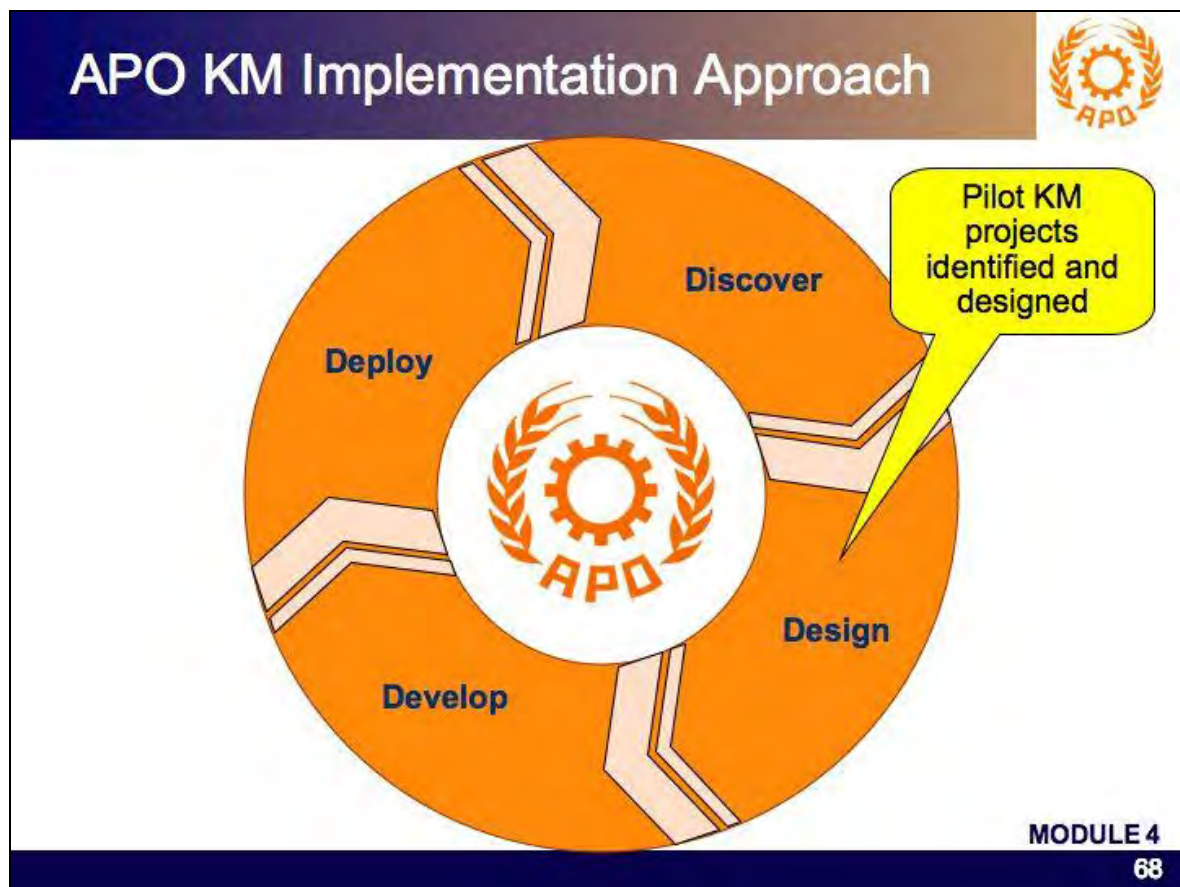 APO KM Implementation Approach
APO
Pilot KM
projects
identified and
designed
Discover
Deploy
APO
Design
Develop
MODULE 4
68